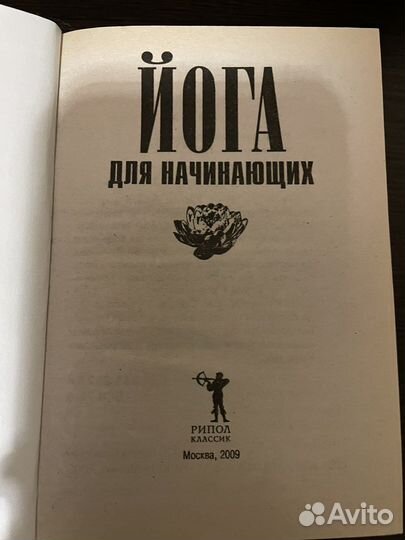 ЙОГА
ДЛЯ НАЧИНАЮЩИХ
РИПОЛ
КЛАССИК
Москва, 2009
Avito